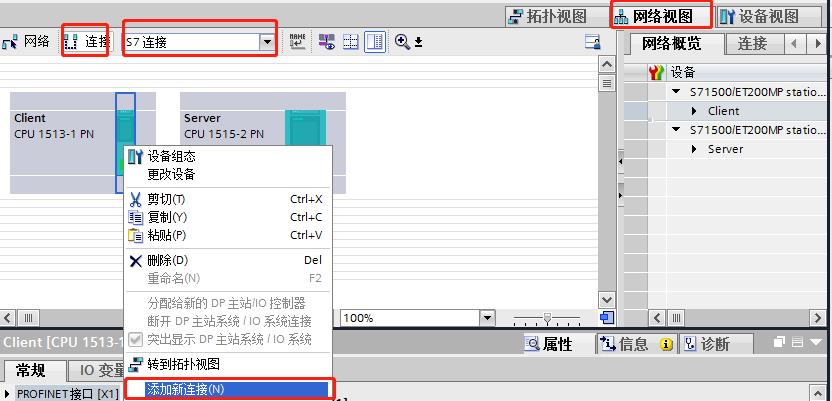 拓扑视图 网络视图 设备视图
网络 连接 S7 连接
网络概览 连接
设备
S71500/ET200MP statio...
Client
S71500/ET200MP statio...
Server
Client
CPU 1513-1 PN
Server
CPU 1515-2 PN
设备组态
更改设备
剪切(T) Ctrl+X
复制(Y) Ctrl+C
粘贴(P) Ctrl+V
删除(D) Del
重命名(N) F2
分配给新的 DP 主站/IO 控制器
断开 DP 主站系统 / IO 系统连接
突出显示 DP 主站系统 / IO 系统
转到拓扑视图
添加新连接(N)
100%
Client [CPU 1513-1
属性 信息 诊断
常规 IO 变
PROFINET接口 [X1]